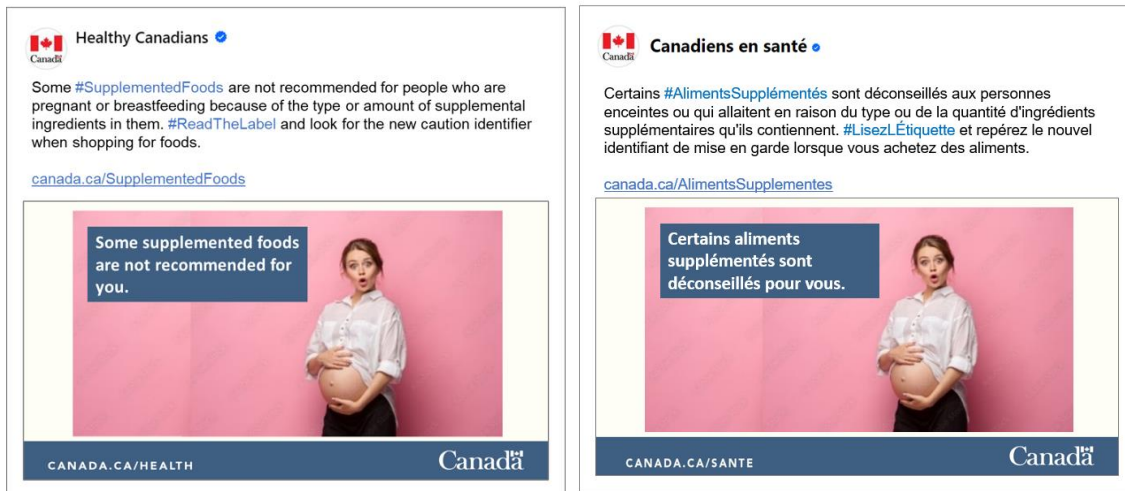 Healthy Canadians
Canada
Some #SupplementedFoods are not recommended for people who are
pregnant or breastfeeding because of the type or amount of supplemental
ingredients in them. #ReadTheLabel and look for the new caution identifier
when shopping for foods.
canada.ca/SupplementedFoods
Some supplemented foods
are not recommended for
you.
CANADA.CA/HEALTH
Canada
Canadiens en santé
Canada
Certains #AlimentsSupplémentés sont déconseillés aux personnes
enceintes ou qui allaitent en raison du type ou de la quantité d'ingrédients
supplémentaires qu'ils contiennent. #LisezLÉtiquette et repérez le nouvel
identifiant de mise en garde lorsque vous achetez des aliments.
canada.ca/AlimentsSupplementes
Certains aliments
supplémentés sont
déconseillés pour vous.
CANADA.CA/SANTE
Canada